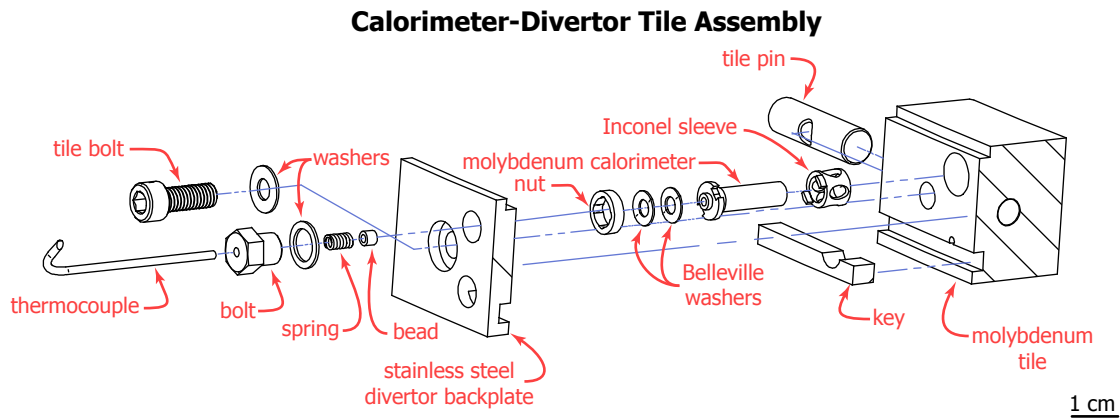 Calorimeter-Divertor Tile Assembly
tile pin
Inconel sleeve
tile bolt
washers
molybdenum calorimeter
nut
thermocouple
bolt
spring
bead
Belleville
washers
key
stainless steel
divertor backplate
molybdenum
tile
1 cm